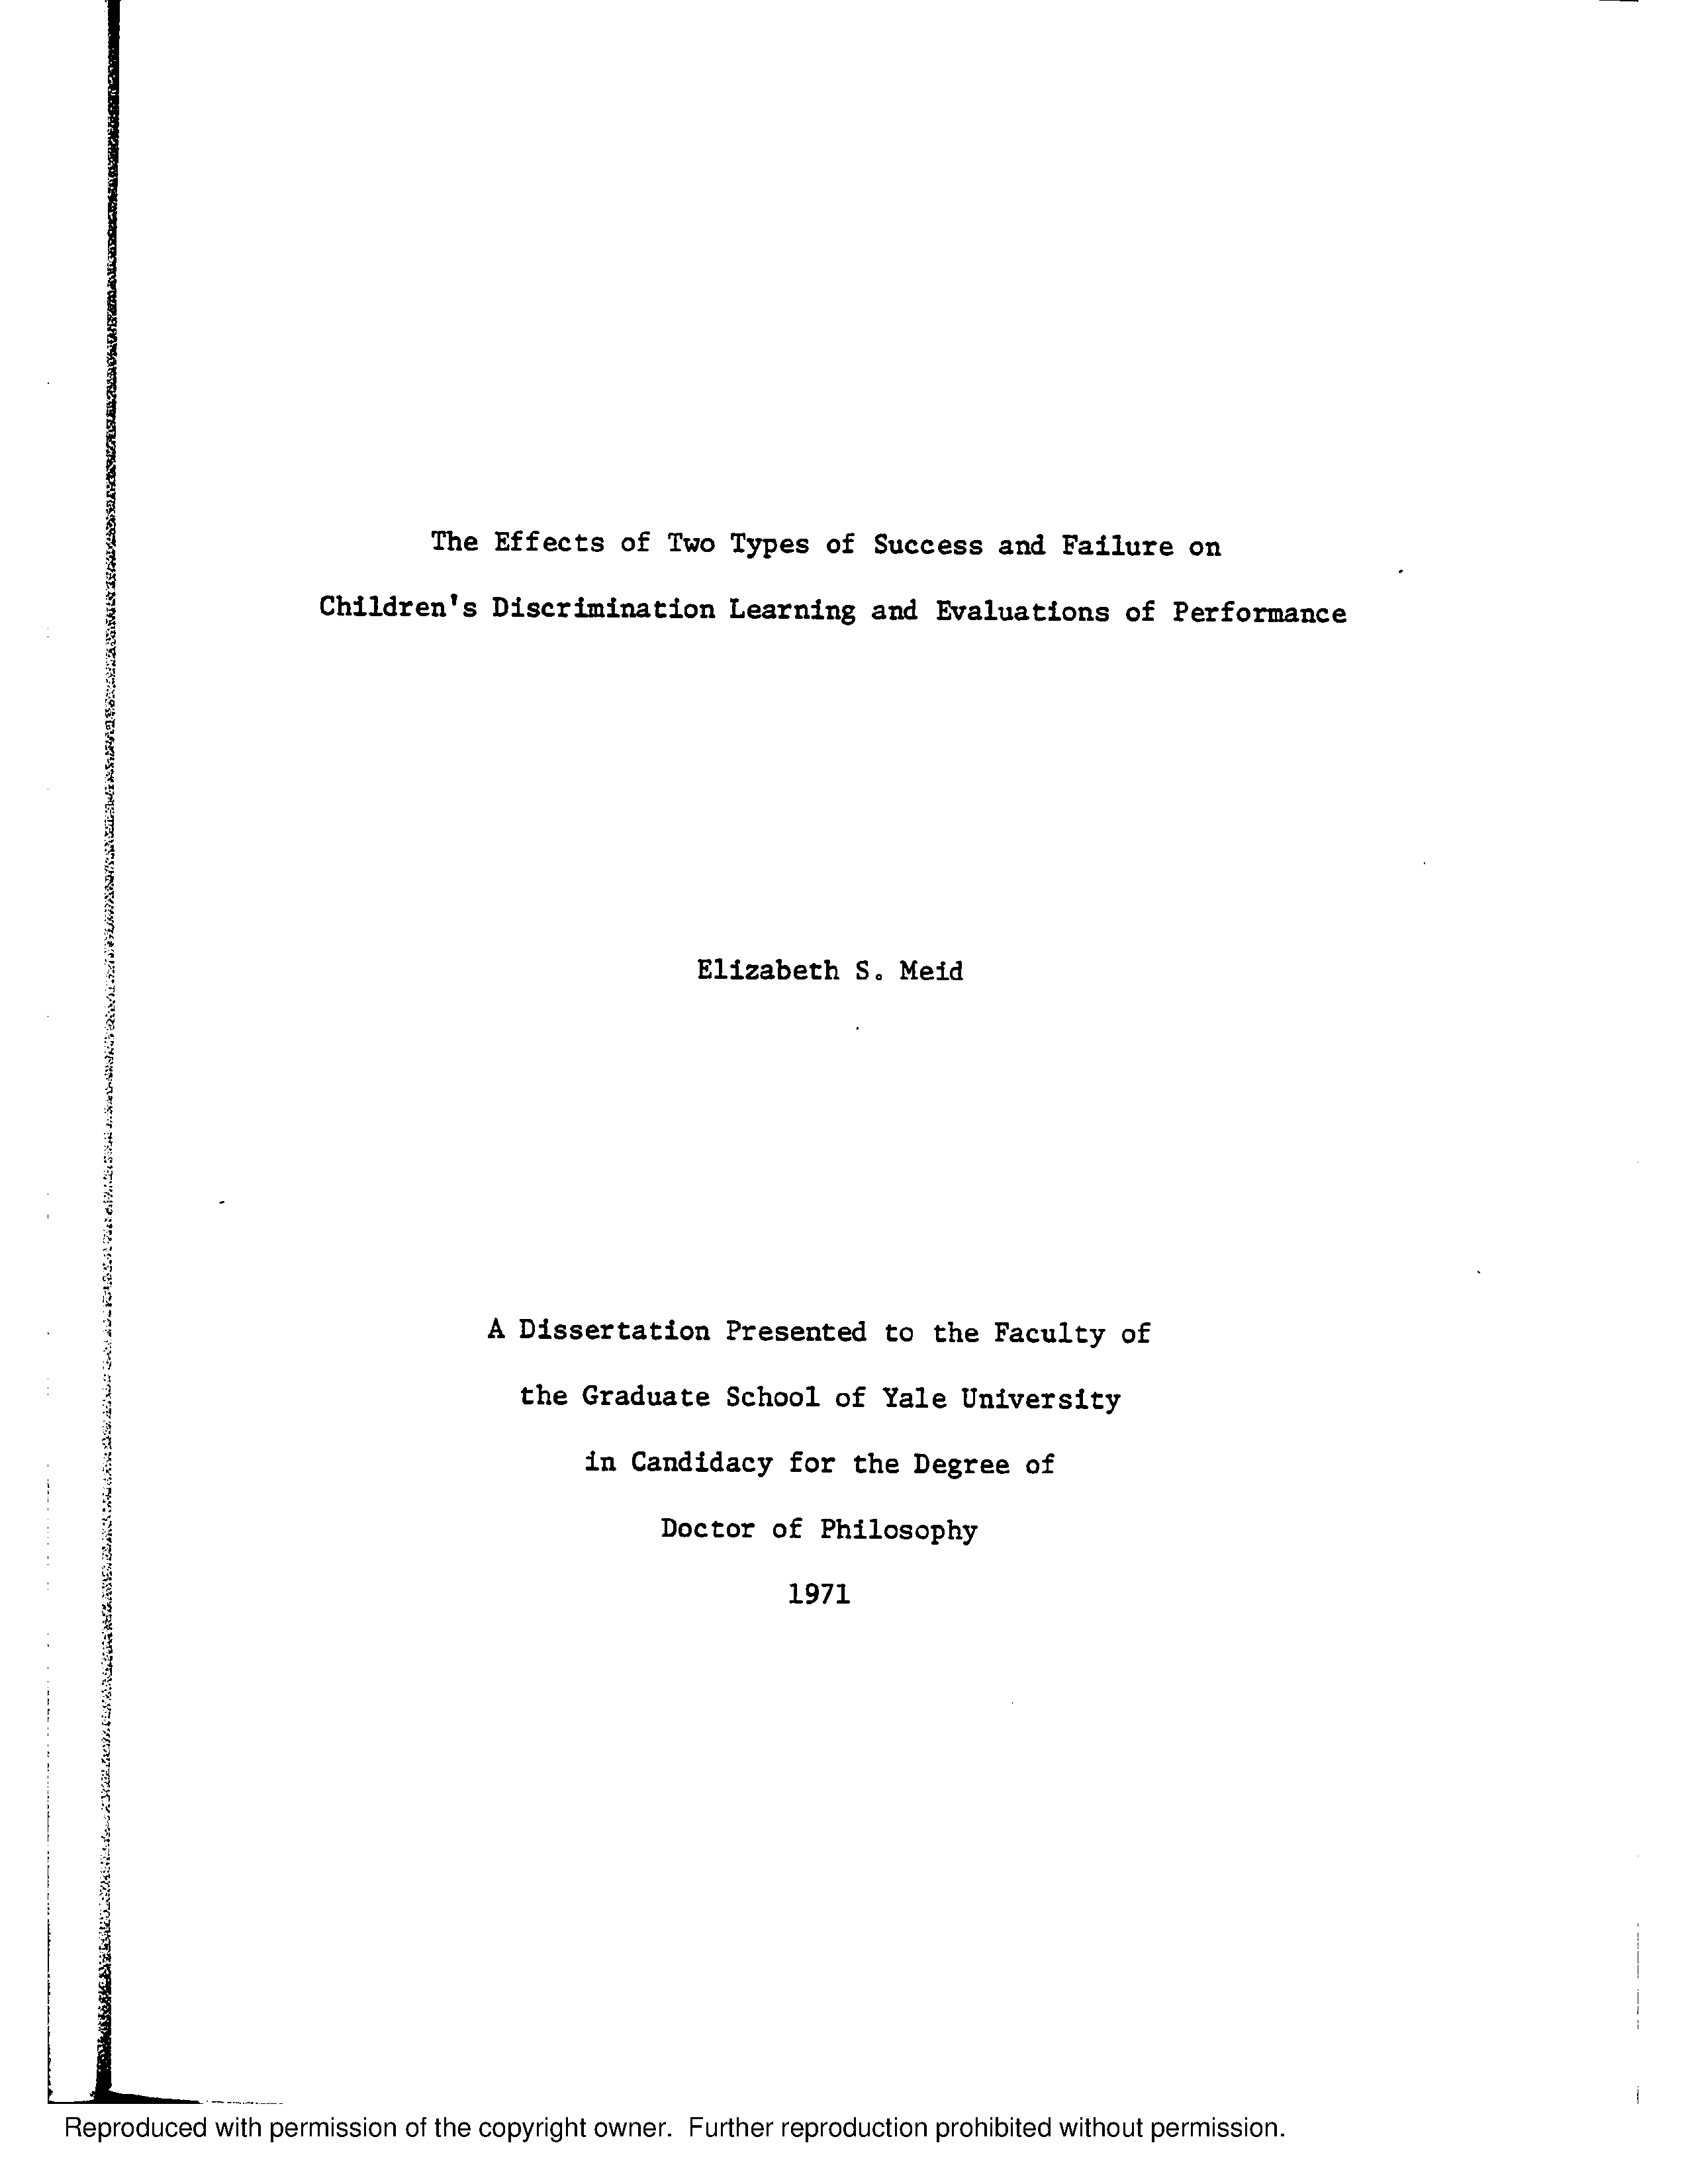 The Effects of Two Types of Success and Failure on
Children's Discrimination Learning and Evaluations of Performance
Elizabeth S. Meid
A Dissertation Presented to the Faculty of
the Graduate School of Yale University
in Candidacy for the Degree of
Doctor of Philosophy
1971
Reproduced with permission of the copyright owner. Further reproduction prohibited without permission.